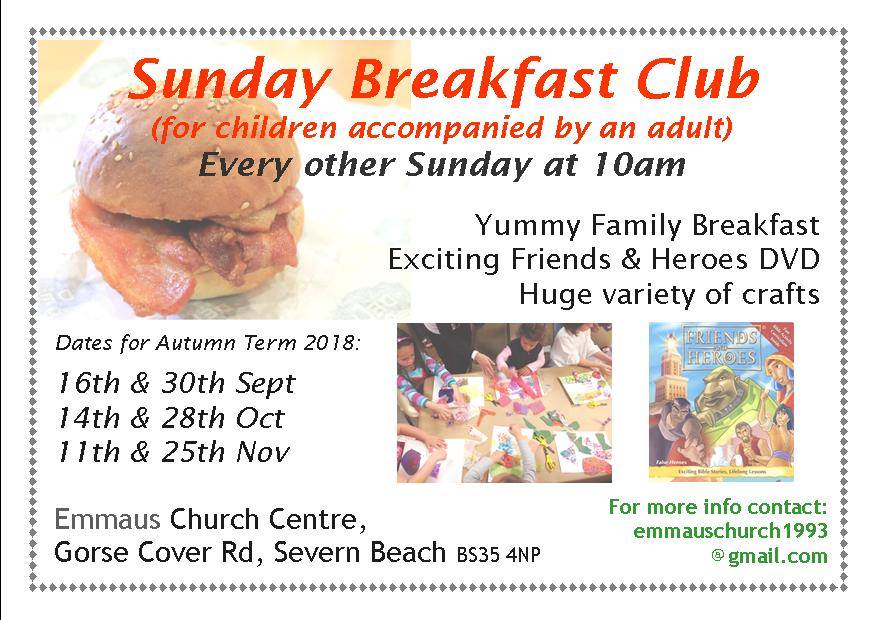 Sunday Breakfast Club
(for children accompanied by an adult)
Every other Sunday at 10am
Yummy Family Breakfast
Exciting Friends & Heroes DVD
Huge variety of crafts
Dates for Autumn Term 2018:
16th & 30th Sept
14th & 28th Oct
11th & 25th Nov
FRIENDS
AND
HEROES
False Heroes
Exciting Bible Stories, Lifelong Lessons
Emmaus Church Centre,
Gorse Cover Rd, Severn Beach BS35 4NP
For more info contact:
emmauschurch1993
@gmail.com